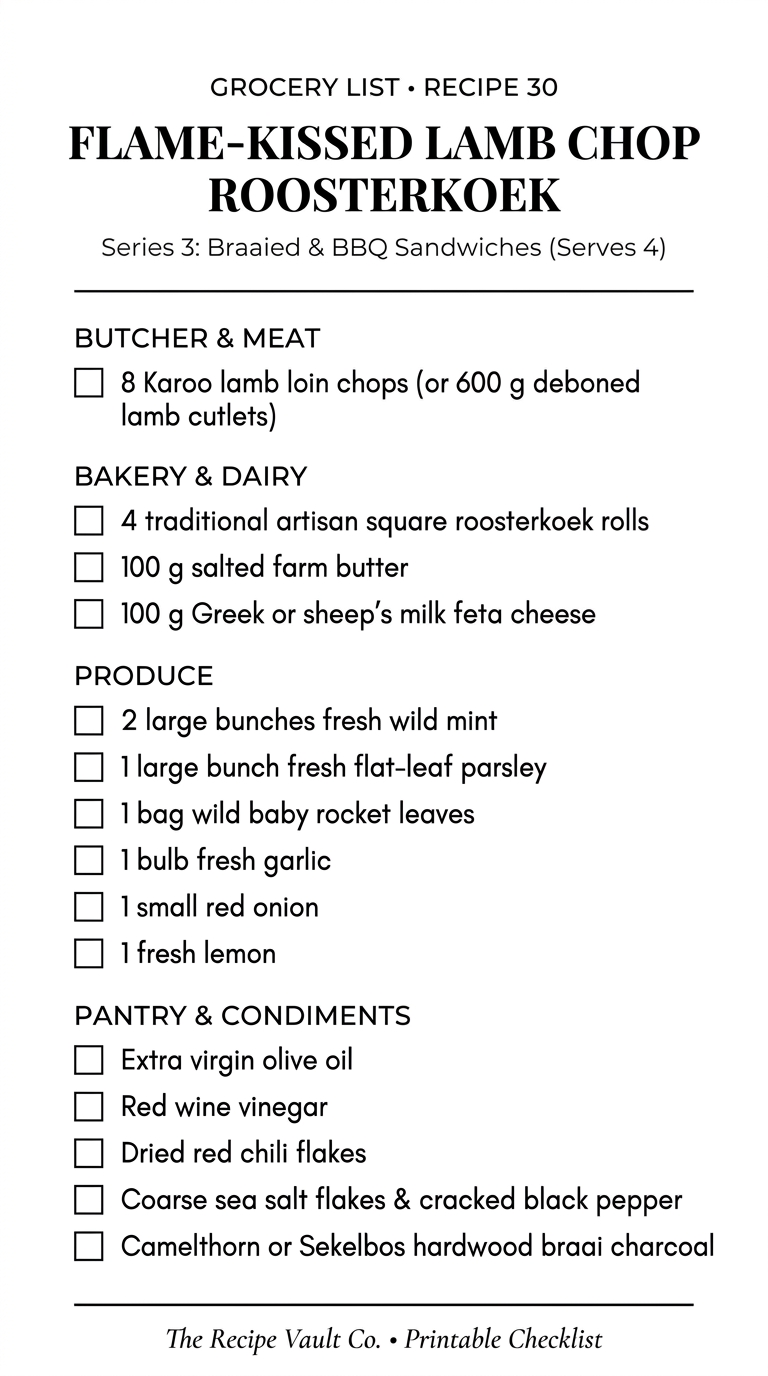 GROCERY LIST • RECIPE 30
FLAME-KISSED LAMB CHOP
ROOSTERKOEK
Series 3: Braaied & BBQ Sandwiches (Serves 4)
BUTCHER & MEAT
8 Karoo lamb loin chops (or 600 g deboned
lamb cutlets)
BAKERY & DAIRY
4 traditional artisan square roosterkoek rolls
100 g salted farm butter
100 g Greek or sheep’s milk feta cheese
PRODUCE
2 large bunches fresh wild mint
1 large bunch fresh flat-leaf parsley
1 bag wild baby rocket leaves
1 bulb fresh garlic
1 small red onion
1 fresh lemon
PANTRY & CONDIMENTS
Extra virgin olive oil
Red wine vinegar
Dried red chili flakes
Coarse sea salt flakes & cracked black pepper
Camelthorn or Sekelbos hardwood braai charcoal
The Recipe Vault Co. • Printable Checklist